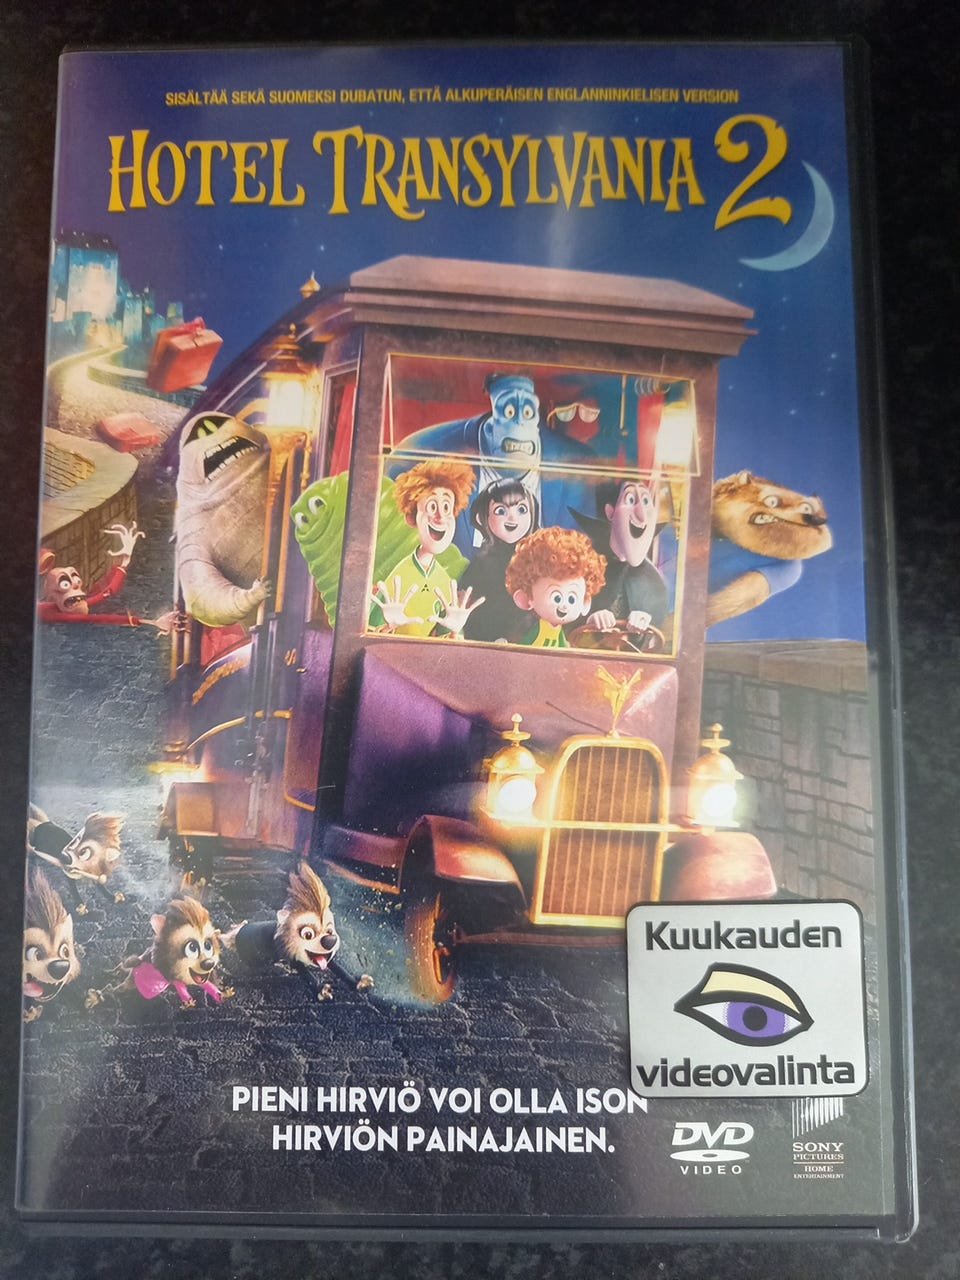 SISÄLTÄÄ SEKÄ SUOMEKSI DUBATUN, ETTÄ ALKUPERÄISEN ENGLANNINKIELISEN VERSION
HOTEL TRANSYLVANIA 2
Kuukauden
videovalinta
PIENI HIRVIÖ VOI OLLA ISON
HIRVIÖN PAINAJAINEN.
DVD
VIDEO
SONY
PICTURES
HOME
ENTERTAINMENT